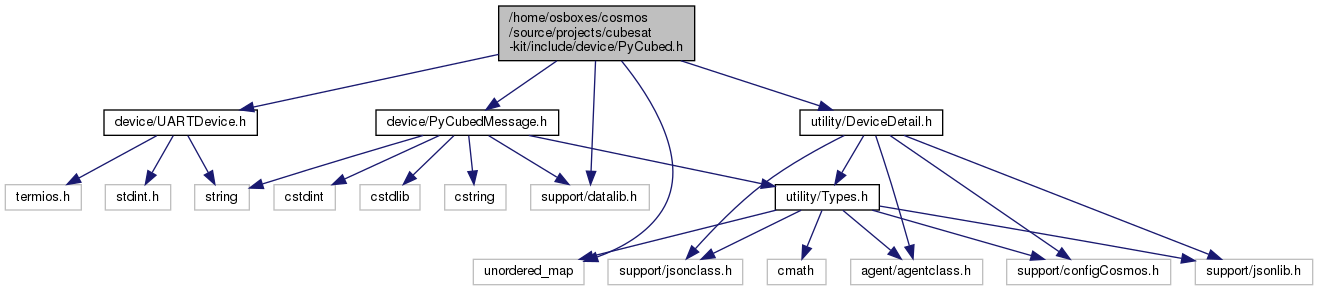 /home/osboxes/cosmos
/source/projects/cubesat
-kit/include/device/PyCubed.h
device/UARTDevice.h
device/PyCubedMessage.h
utility/DeviceDetail.h
termios.h
stdint.h
string
cstdint
cstdlib
cstring
support/datalib.h
utility/Types.h
unordered_map
support/jsonclass.h
cmath
agent/agentclass.h
support/configCosmos.h
support/jsonlib.h